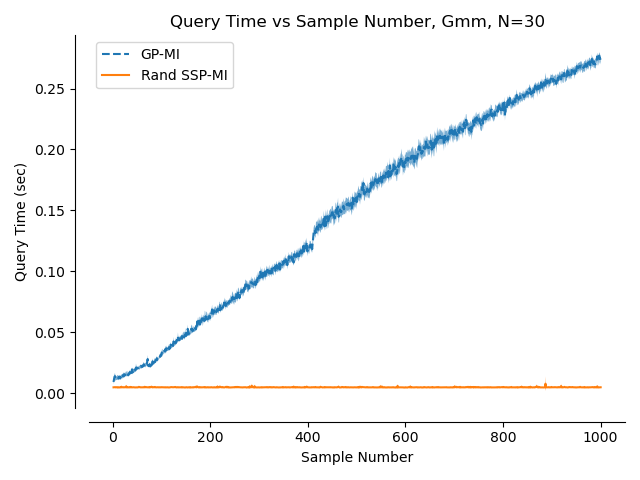 Query Time vs Sample Number, Gmm, N=30
GP-MI
Rand SSP-MI
0.25
0.20
0.15
0.10
0.05
0.00
Query Time (sec)
0 200 400 600 800 1000
Sample Number